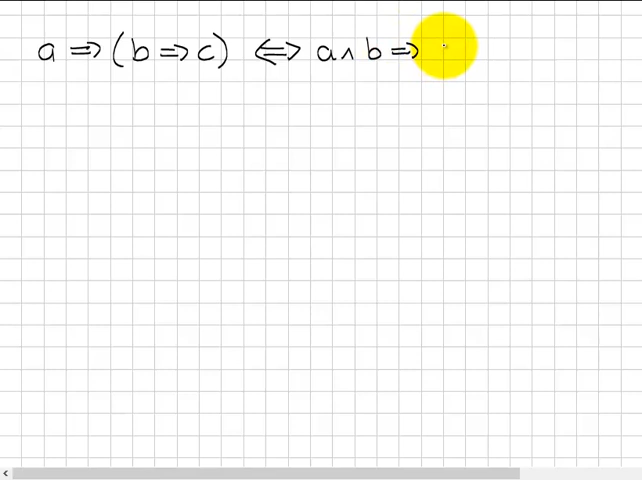 a ⇒ (b ⇒ c) ⇔ a ∧ b ⇒